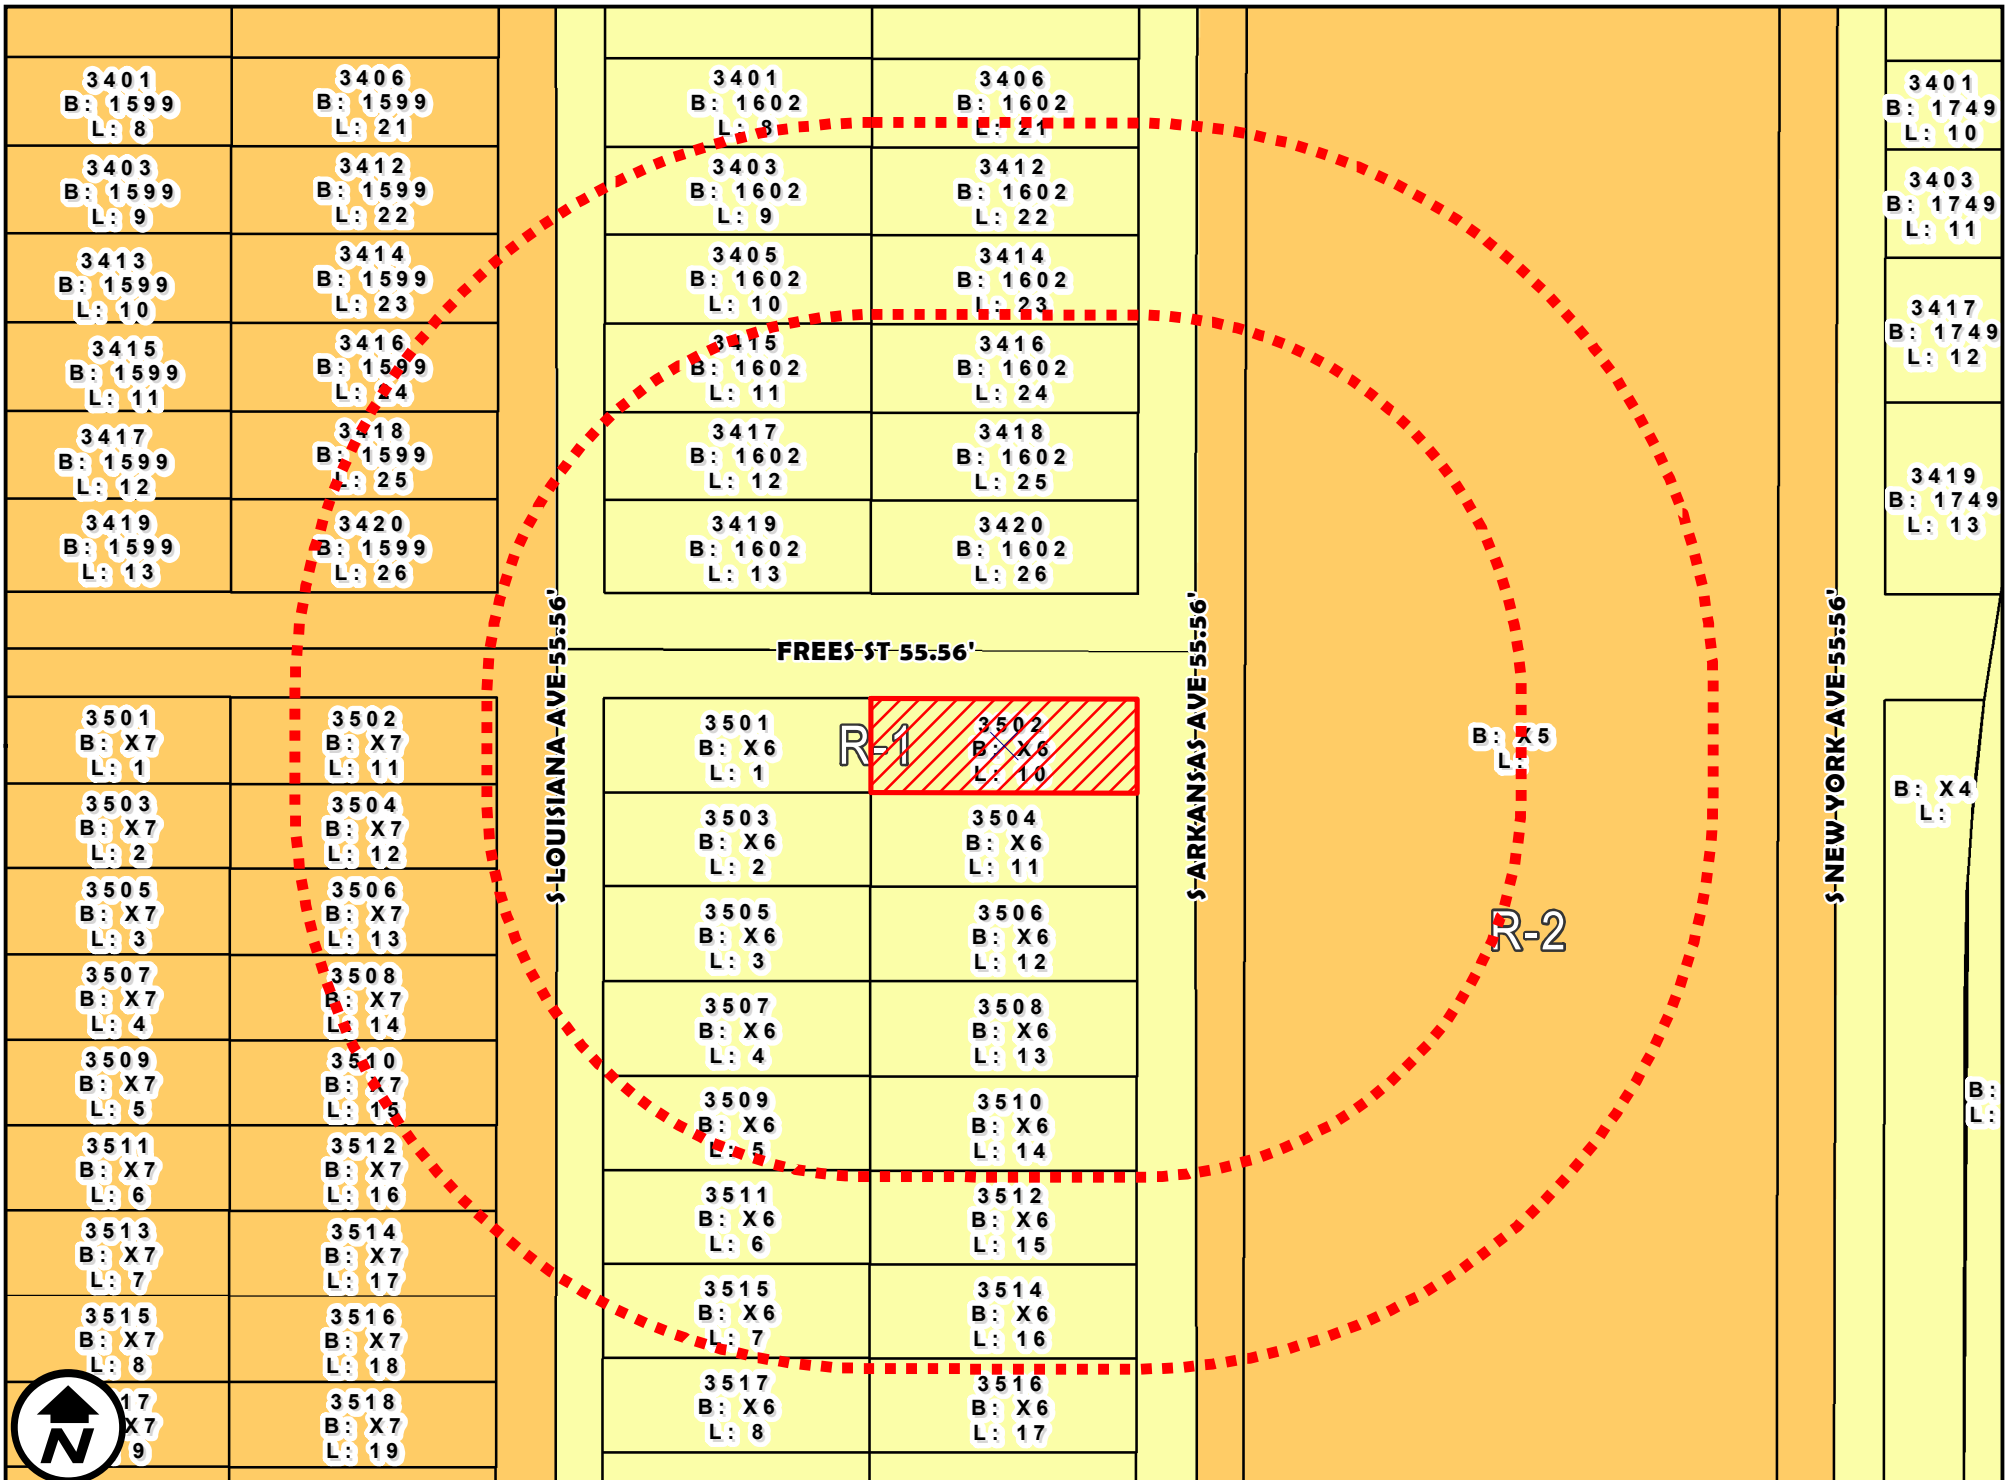 3401
B: 1599
L: 8
3403
B: 1599
L: 9
3413
B: 1599
L: 10
3415
B: 1599
L: 11
3417
B: 1599
L: 12
3419
B: 1599
L: 13
3406
B: 1599
L: 21
3412
B: 1599
L: 22
3414
B: 1599
L: 23
3416
B: 1599
L: 24
3418
B: 1599
L: 25
3420
B: 1599
L: 26
3401
B: 1602
L: 8
3403
B: 1602
L: 9
3405
B: 1602
L: 10
3415
B: 1602
L: 11
3417
B: 1602
L: 12
3419
B: 1602
L: 13
3406
B: 1602
L: 21
3412
B: 1602
L: 22
3414
B: 1602
L: 23
3416
B: 1602
L: 24
3418
B: 1602
L: 25
3420
B: 1602
L: 26
3401
B: 1749
L: 10
3403
B: 1749
L: 11
3417
B: 1749
L: 12
3419
B: 1749
L: 13
FREES ST 55.56'
S LOUISIANA AVE 55.56'
S ARKANSAS AVE 55.56'
S NEW YORK AVE 55.56'
3501
B: X7
L: 1
3503
B: X7
L: 2
3505
B: X7
L: 3
3507
B: X7
L: 4
3509
B: X7
L: 5
3511
B: X7
L: 6
3513
B: X7
L: 7
3515
B: X7
L: 8
17
X7
9
N
3502
B: X7
L: 11
3504
B: X7
L: 12
3506
B: X7
L: 13
3508
B: X7
L: 14
3510
B: X7
L: 15
3512
B: X7
L: 16
3514
B: X7
L: 17
3516
B: X7
L: 18
3518
B: X7
L: 19
3501
B: X6
L: 1
3503
B: X6
L: 2
3505
B: X6
L: 3
3507
B: X6
L: 4
3509
B: X6
L: 5
3511
B: X6
L: 6
3515
B: X6
L: 7
3517
B: X6
L: 8
R-1
3502
B: X6
L: 10
3504
B: X6
L: 11
3506
B: X6
L: 12
3508
B: X6
L: 13
3510
B: X6
L: 14
3512
B: X6
L: 15
3514
B: X6
L: 16
3516
B: X6
L: 17
B: X5
L:
R-2
B: X4
L:
B:
L: